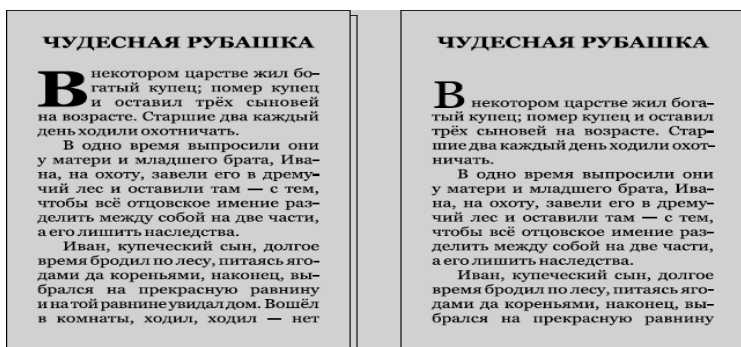 ЧУДЕСНАЯ РУБАШКА
В некотором царстве жил бо-
гатый купец; помер купец
и оставил трёх сыновей
на возрасте. Старшие два каждый
день ходили охотничать.
В одно время выпросили они
у матери и младшего брата, Ива-
на, на охоту, завели его в дрему-
чий лес и оставили там — с тем,
чтобы всё отцовское имение раз-
делить между собой на две части,
а его лишить наследства.
Иван, купеческий сын, долгое
время бродил по лесу, питаясь яго-
дами да кореньями, наконец, вы-
брался на прекрасную равнину
и на той равнине увидал дом. Вошёл
в комнаты, ходил, ходил — нет
ЧУДЕСНАЯ РУБАШКА
В некотором царстве жил бога-
тый купец; помер купец и оставил
трёх сыновей на возрасте. Стар-
шие два каждый день ходили охот-
ничать.
В одно время выпросили они
у матери и младшего брата, Ива-
на, на охоту, завели его в дрему-
чий лес и оставили там — с тем,
чтобы всё отцовское имение раз-
делить между собой на две части,
а его лишить наследства.
Иван, купеческий сын, долгое
время бродил по лесу, питаясь яго-
дами да кореньями, наконец, вы-
брался на прекрасную равнину